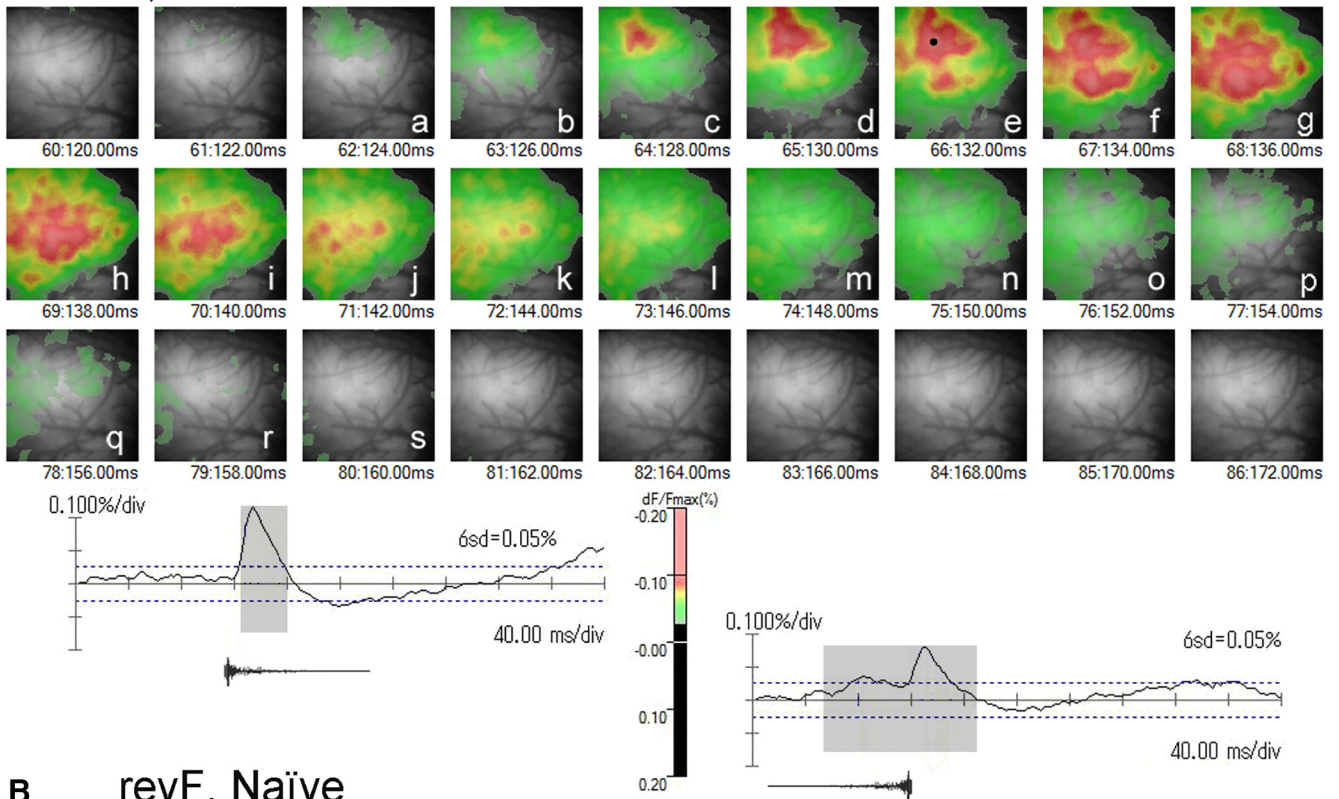 a b c d e f g
60:120.00ms 61:122.00ms 62:124.00ms 63:126.00ms 64:128.00ms 65:130.00ms 66:132.00ms 67:134.00ms 68:136.00ms
h i j k l m n o p
69:138.00ms 70:140.00ms 71:142.00ms 72:144.00ms 73:146.00ms 74:148.00ms 75:150.00ms 76:152.00ms 77:154.00ms
q r s
78:156.00ms 79:158.00ms 80:160.00ms 81:162.00ms 82:164.00ms 83:166.00ms 84:168.00ms 85:170.00ms 86:172.00ms
0.100%/div
6sd=0.05%
40.00 ms/div
dF/Fmax(%)
-0.20
-0.10
-0.00
0.10
0.20
0.100%/div
6sd=0.05%
40.00 ms/div
B revF, Naïve